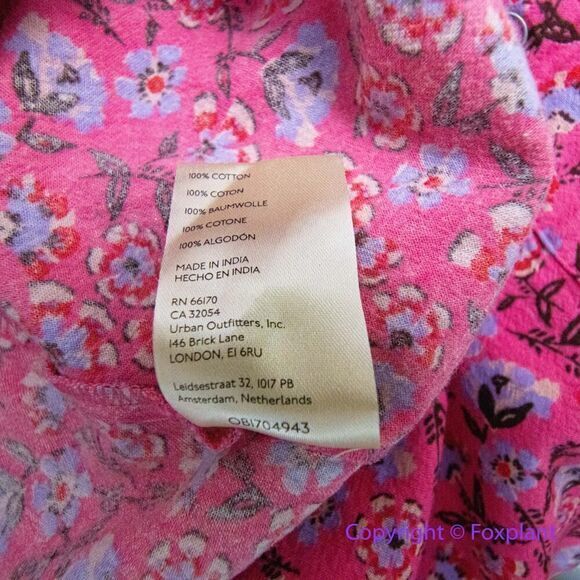 100% COTTON
100% COTON
100% BAUMWOLLE
100% COTONE
100% ALGODÓN
MADE IN INDIA
HECHO EN INDIA
RN 66170
CA 32054
Urban Outfitters, Inc.
146 Brick Lane
LONDON, E1 6RU
Leidsestraat 32, 1017 PB
Amsterdam, Netherlands
OB1704943
Copyright © Foxplant
Copyright © Foxplant